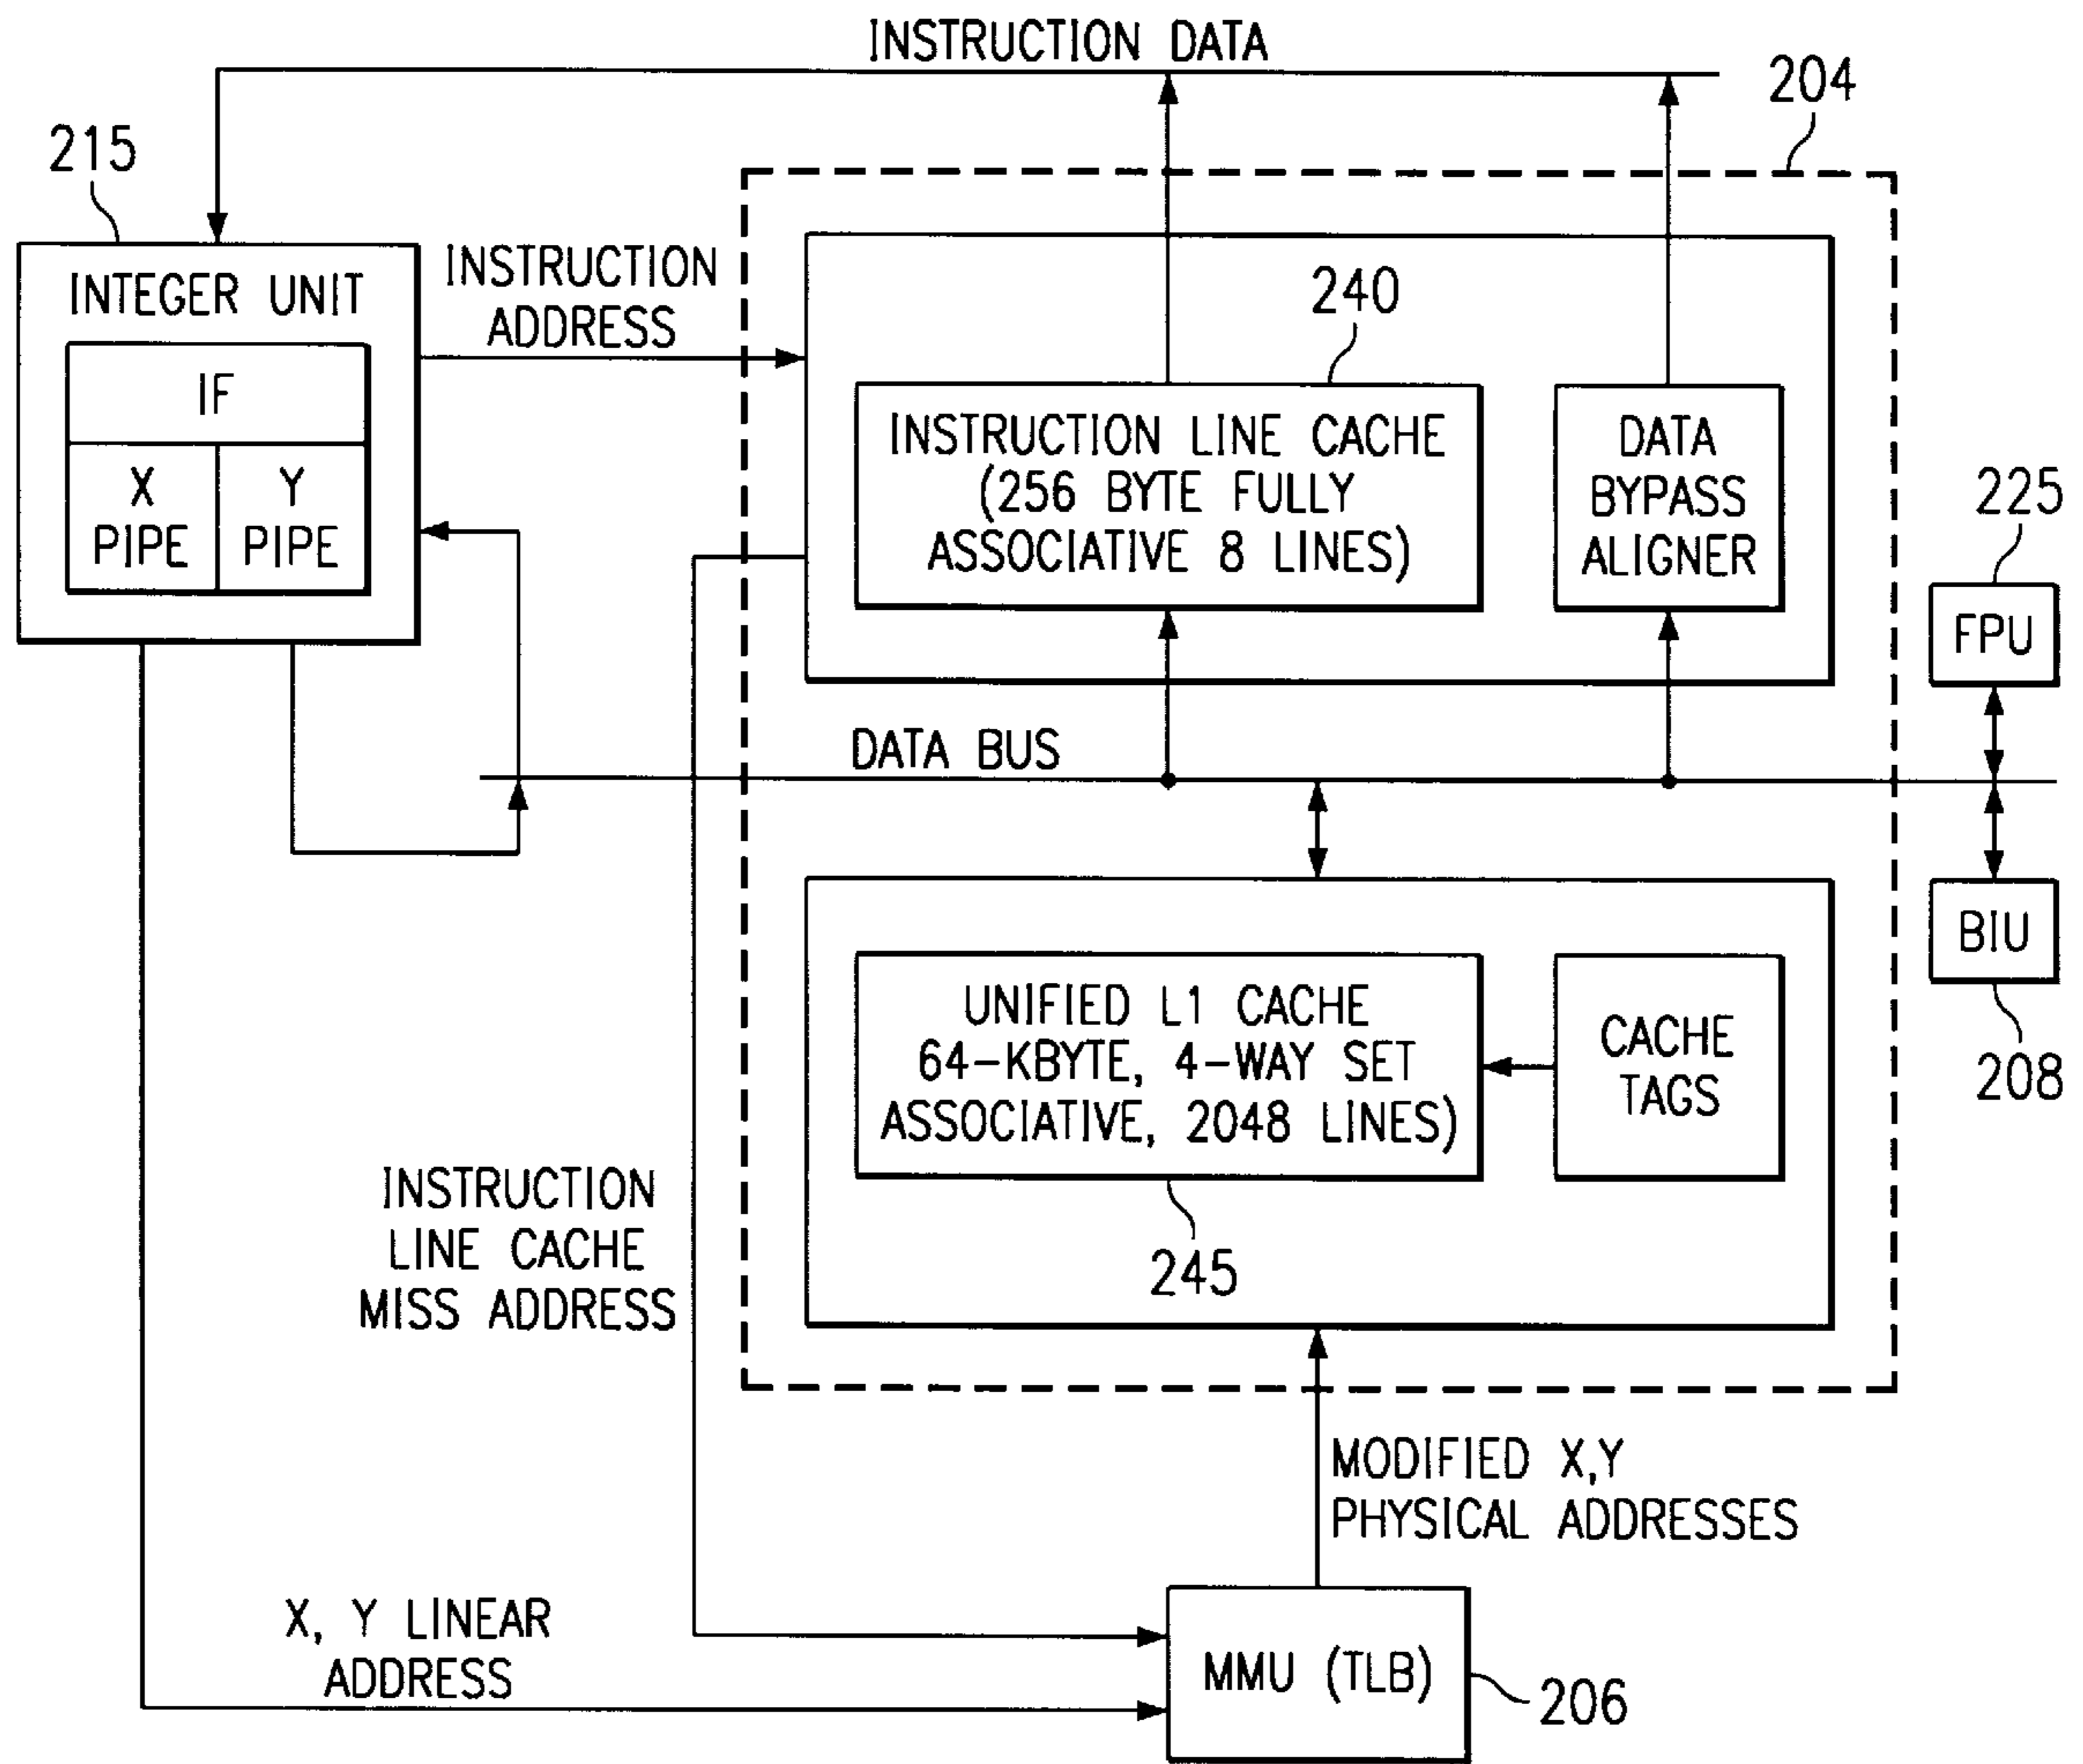 INSTRUCTION DATA
204
215
INTEGER UNIT
IF
X
PIPE
Y
PIPE
INSTRUCTION
ADDRESS
240
INSTRUCTION LINE CACHE
(256 BYTE FULLY
ASSOCIATIVE 8 LINES)
DATA
BYPASS
ALIGNER
225
FPU
DATA BUS
BIU
208
UNIFIED L1 CACHE
64-KBYTE, 4-WAY SET
ASSOCIATIVE, 2048 LINES)
CACHE
TAGS
245
INSTRUCTION
LINE CACHE
MISS ADDRESS
MODIFIED X,Y
PHYSICAL ADDRESSES
X, Y LINEAR
ADDRESS
MMU (TLB)
206